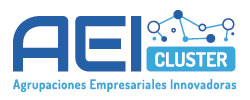 AEI
CLUSTER
Agrupaciones Empresariales Innovadoras